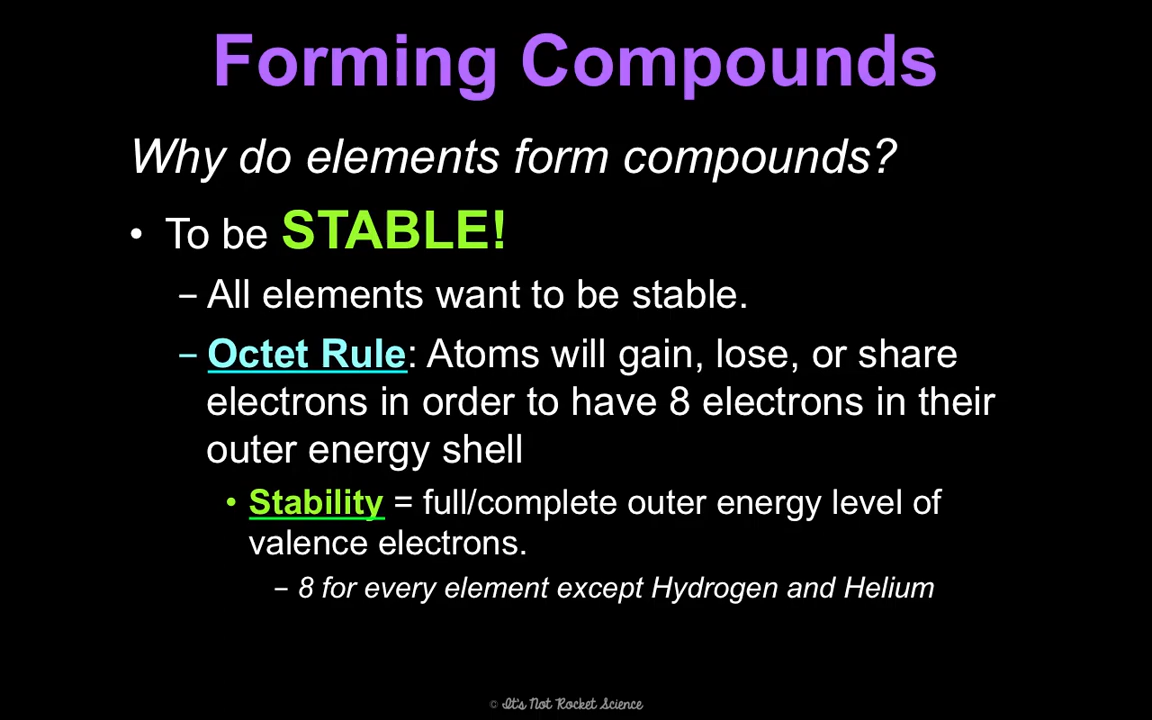 Forming Compounds
Why do elements form compounds?
• To be STABLE!
– All elements want to be stable.
– Octet Rule: Atoms will gain, lose, or share
electrons in order to have 8 electrons in their
outer energy shell
• Stability = full/complete outer energy level of
valence electrons.
– 8 for every element except Hydrogen and Helium
© It's Not Rocket Science